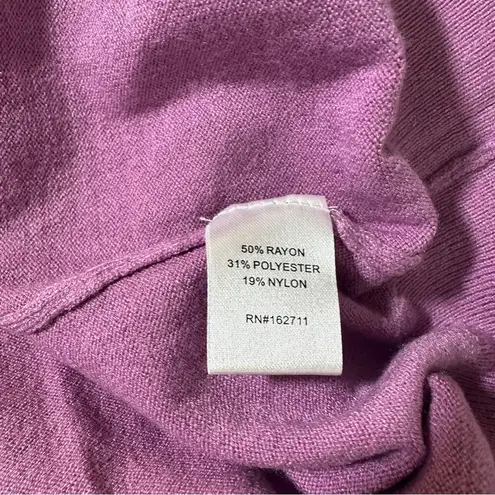 50% RAYON
31% POLYESTER
19% NYLON
RN#162711